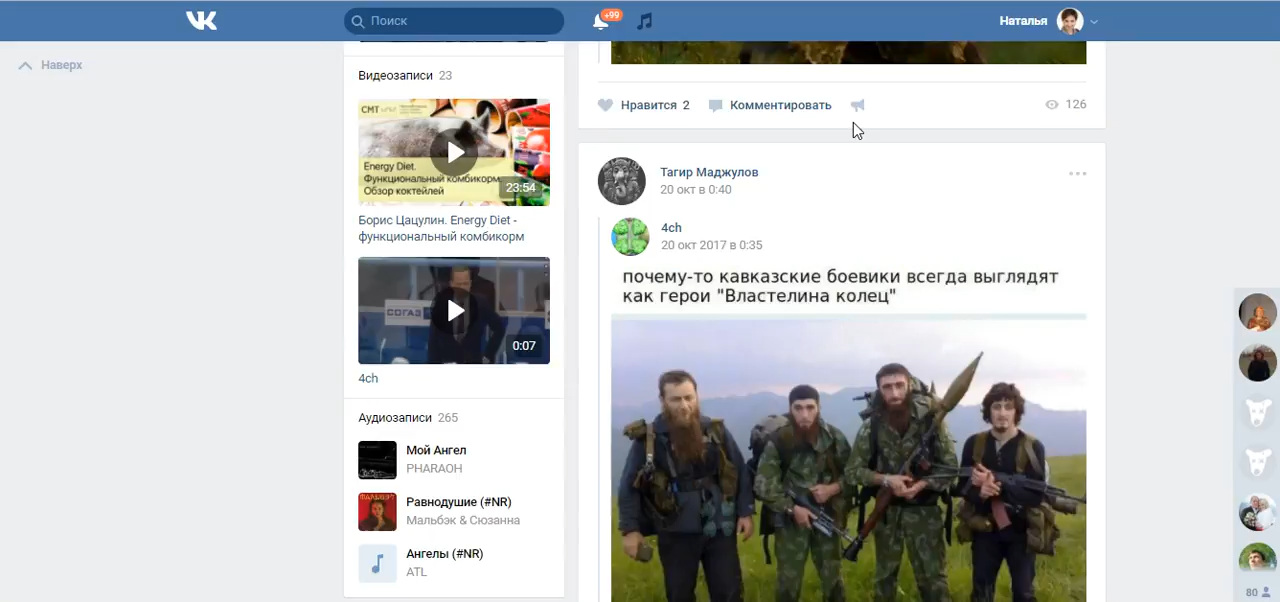 Поиск
+99
Наталья
Наверх
Видеозаписи 23
Energy Diet.
Функциональный комбикорм.
Обзор коктейлей
23:54
Борис Цацулин. Energy Diet -
функциональный комбикорм
СОГАЗ
0:07
4ch
Аудиозаписи 265
Мой Ангел
PHARAOH
Равнодушие (#NR)
Мальбэк & Сюзанна
Ангелы (#NR)
ATL
Нравится 2 Комментировать 126
Тагир Маджулов
20 окт в 0:40
4ch
20 окт 2017 в 0:35
почему-то кавказские боевики всегда выглядят
как герои "Властелина колец"
80